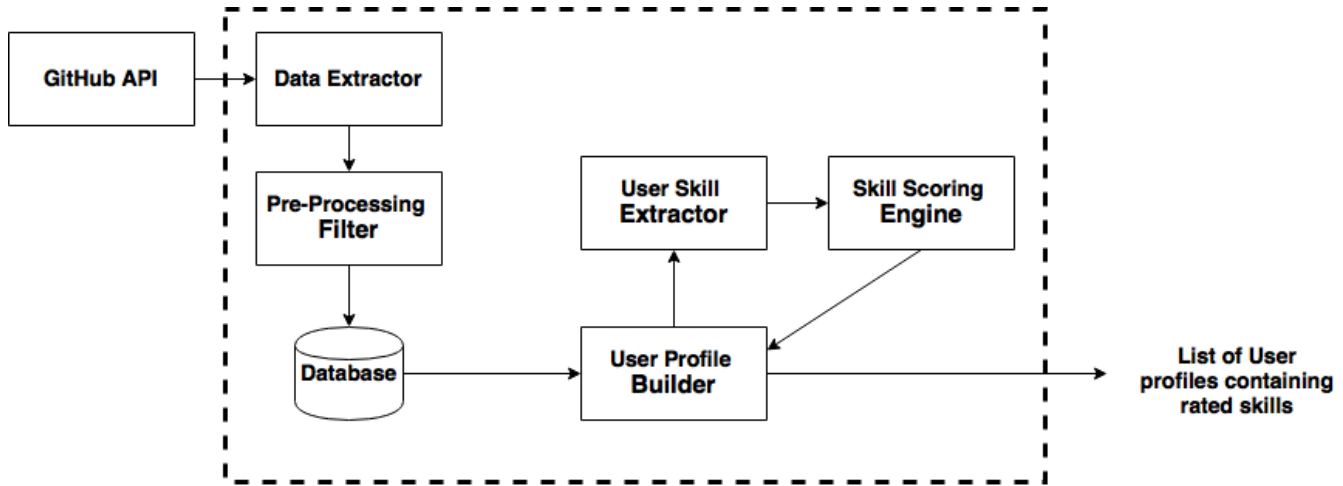 GitHub API
Data Extractor
Pre-Processing
Filter
User Skill
Extractor
Skill Scoring
Engine
Database
User Profile
Builder
List of User
profiles containing
rated skills